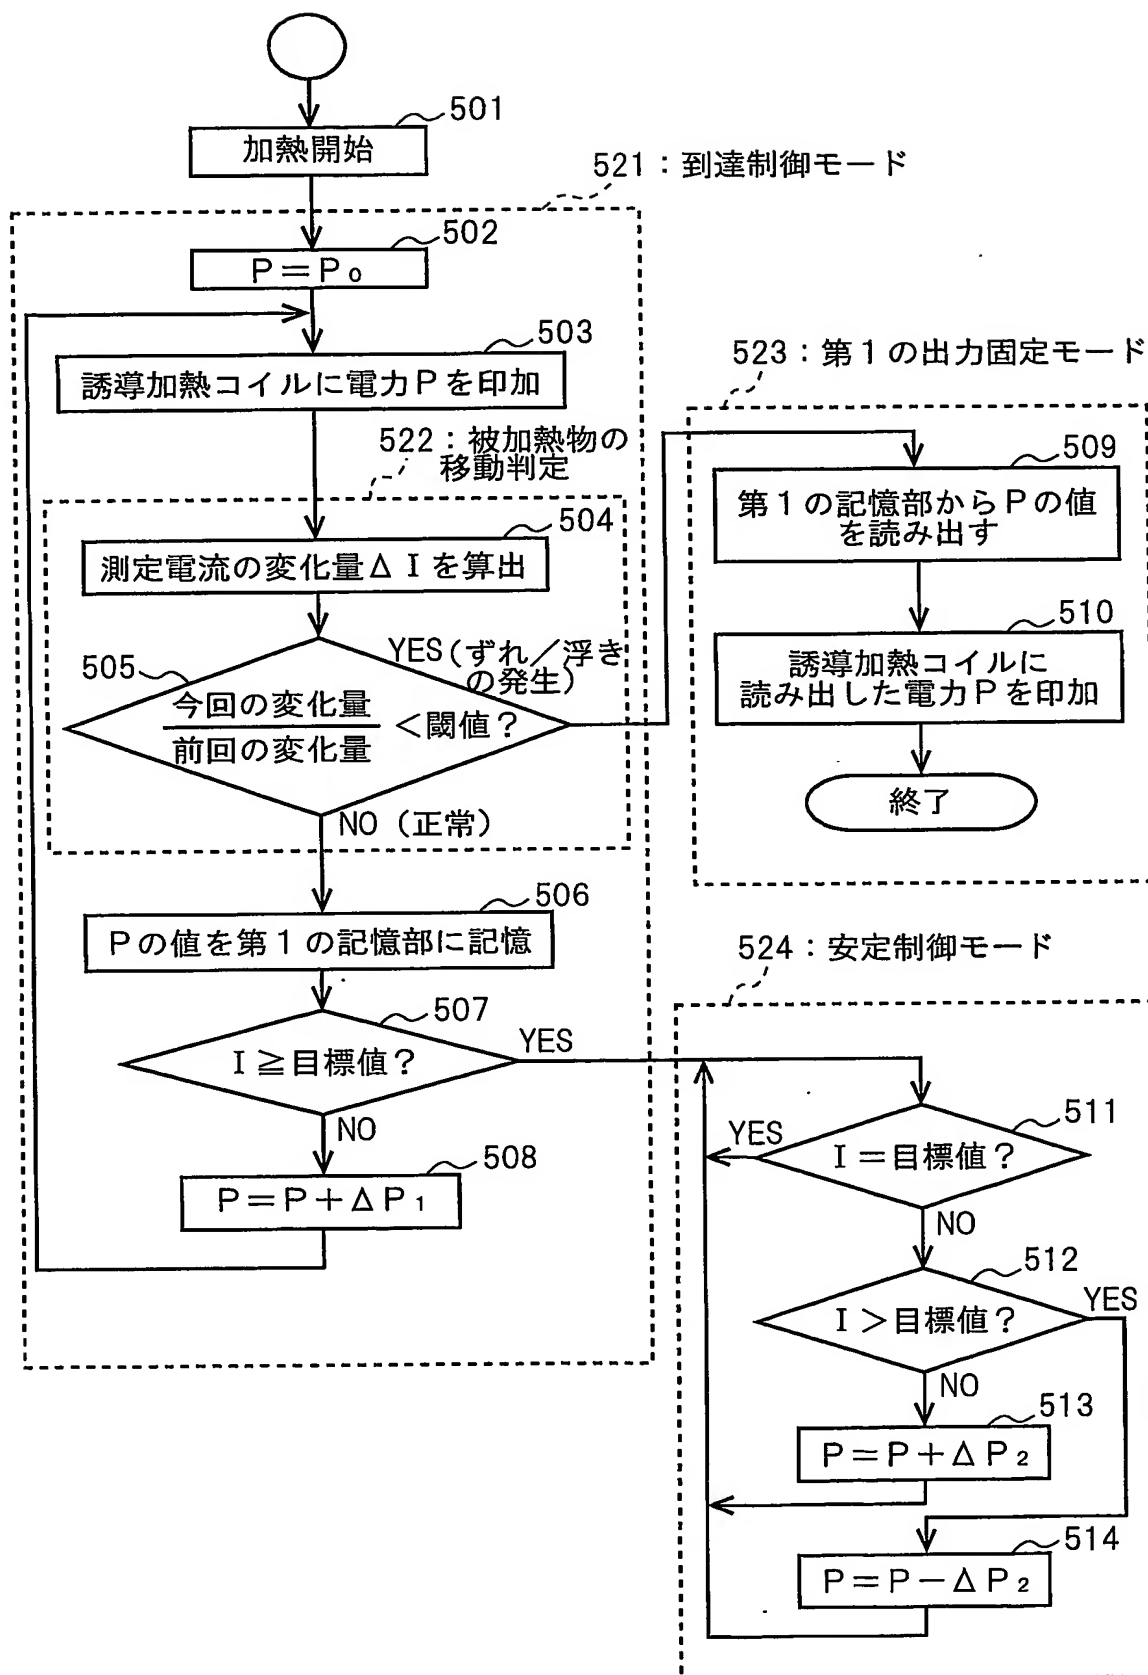 501
加熱開始
521：到達制御モード
502
P＝P₀
503
誘導加熱コイルに電力Pを印加
522：被加熱物の
移動判定
504
測定電流の変化量ΔIを算出
505
YES(ずれ／浮き
の発生)
今回の変化量
前回の変化量
＜閾値？
NO（正常）
506
Pの値を第1の記憶部に記憶
507
I≧目標値？
YES
NO
508
P＝P＋ΔP₁
523：第1の出力固定モード
509
第1の記憶部からPの値
を読み出す
510
誘導加熱コイルに
読み出した電力Pを印加
終了
524：安定制御モード
511
YES
I＝目標値？
NO
512
I＞目標値？
YES
NO
513
P＝P＋ΔP₂
514
P＝P－ΔP₂